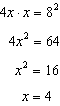 4x · x = 8²
4x² = 64
x² = 16
x = 4